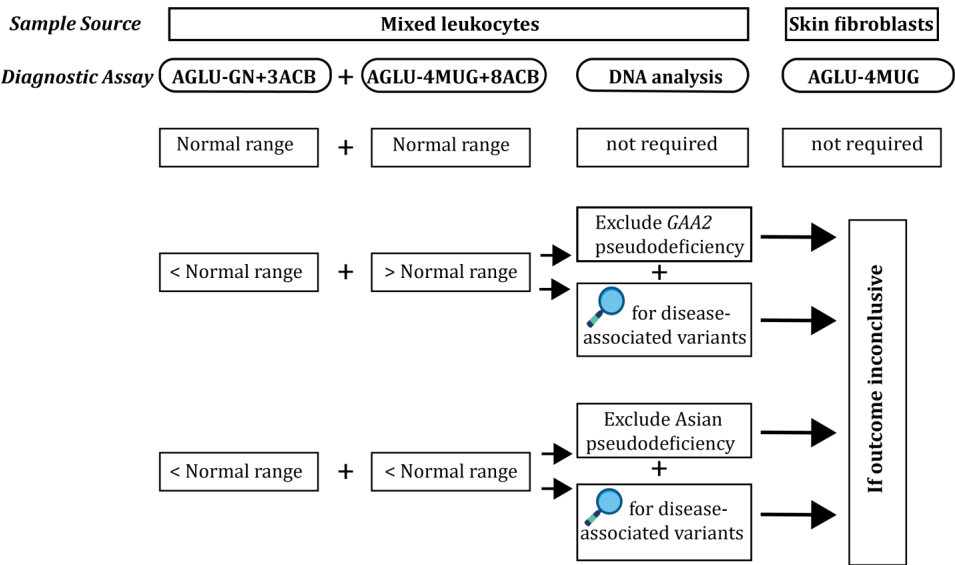 Sample Source Mixed leukocytes Skin fibroblasts
Diagnostic Assay AGLU-GN+3ACB + AGLU-4MUG+8ACB DNA analysis AGLU-4MUG
Normal range + Normal range not required not required
< Normal range + > Normal range
Exclude GAA2
pseudodeficiency
+
for disease-
associated variants
< Normal range + < Normal range
Exclude Asian
pseudodeficiency
+
for disease-
associated variants
If outcome inconclusive